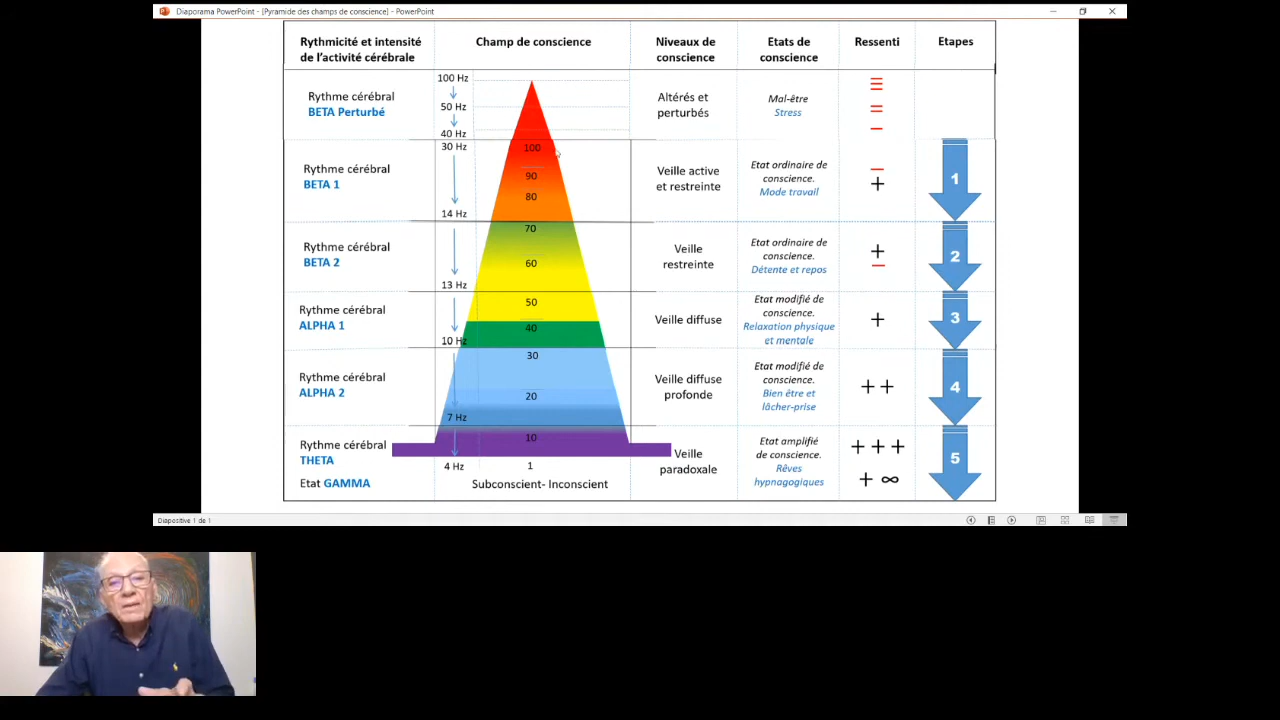 Diaporama PowerPoint - [Pyramide des champs de conscience] - PowerPoint
Rythmicité et intensité
de l'activité cérébrale
Champ de conscience
Niveaux de
conscience
Etats de
conscience
Ressenti
Etapes
Rythme cérébral
BETA Perturbé
100 Hz
50 Hz
40 Hz
Altérés et
perturbés
Mal-être
Stress
Rythme cérébral
BETA 1
30 Hz
14 Hz
100
90
80
Veille active
et restreinte
Etat ordinaire de
conscience.
Mode travail
+
1
Rythme cérébral
BETA 2
13 Hz
70
60
Veille
restreinte
Etat ordinaire de
conscience.
Détente et repos
+
2
Rythme cérébral
ALPHA 1
10 Hz
50
40
Veille diffuse
Etat modifié de
conscience.
Relaxation physique
et mentale
+
3
Rythme cérébral
ALPHA 2
7 Hz
30
20
Veille diffuse
profonde
Etat modifié de
conscience.
Bien être et
lâcher-prise
+ +
4
Rythme cérébral
THETA
Etat GAMMA
4 Hz
10
1
Subconscient- Inconscient
Veille
paradoxale
Etat amplifié
de conscience.
Rêves
hypnagogiques
+ + +
+ ∞
5
Diapositive 1 de 1